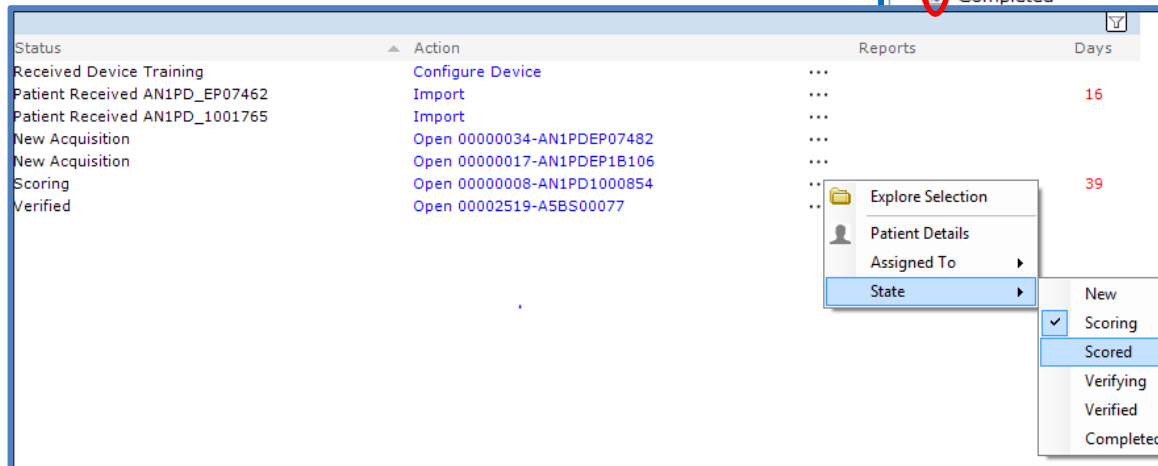 Completed
Status Action Reports Days
Received Device Training Configure Device ...
Patient Received AN1PD_EP07462 Import ... 16
Patient Received AN1PD_1001765 Import ...
New Acquisition Open 00000034-AN1PDEP07482 ...
New Acquisition Open 00000017-AN1PDEP1B106 ...
Scoring Open 00000008-AN1PD1000854 .. 39
Verified Open 00002519-A5BS00077 ..
Explore Selection
Patient Details
Assigned To
State
New
Scoring
Scored
Verifying
Verified
Completed